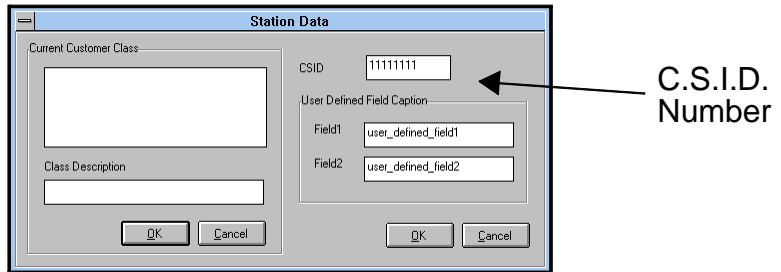 Station Data
Current Customer Class
Class Description
OK Cancel
CSID 11111111
User Defined Field Caption
Field1 user_defined_field1
Field2 user_defined_field2
OK Cancel
C.S.I.D.
Number